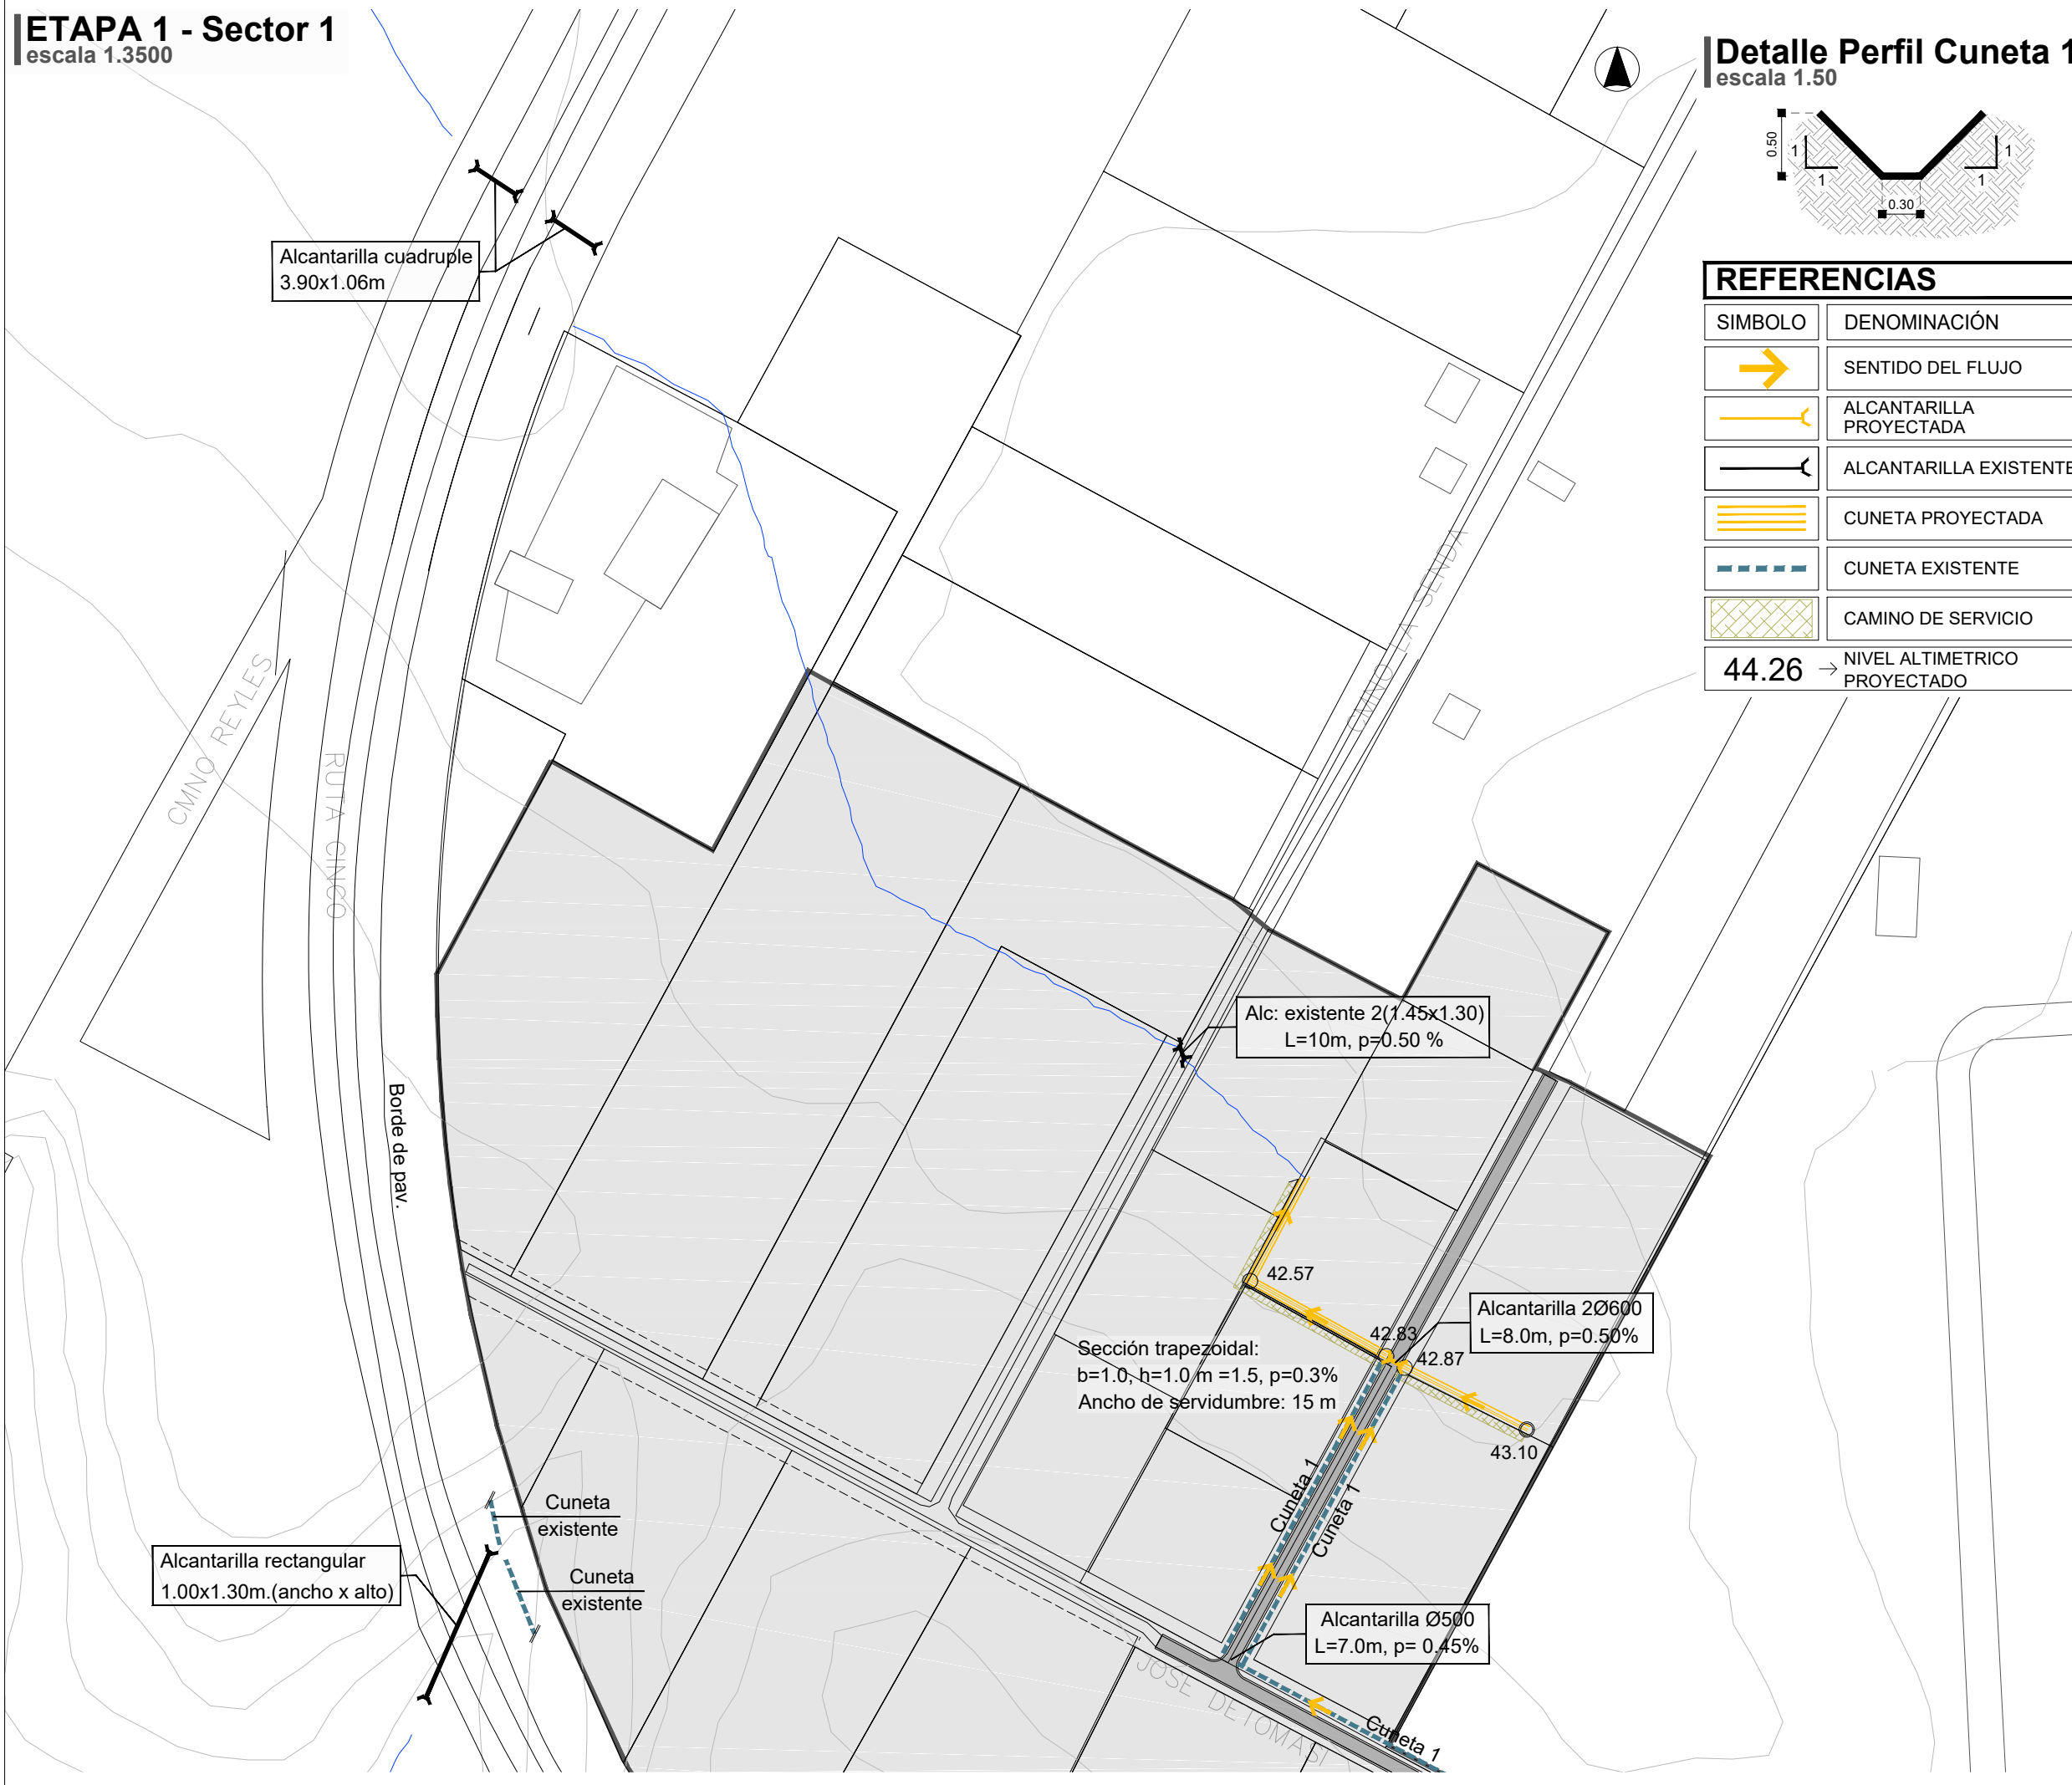 ETAPA 1 - Sector 1
escala 1.3500
Detalle Perfil Cuneta 1
escala 1.50
0.50
1
1
1
1
0.30
REFERENCIAS
SIMBOLO
DENOMINACIÓN
SENTIDO DEL FLUJO
ALCANTARILLA
PROYECTADA
ALCANTARILLA EXISTENTE
CUNETA PROYECTADA
CUNETA EXISTENTE
CAMINO DE SERVICIO
44.26
NIVEL ALTIMETRICO
PROYECTADO
Alcantarilla cuadruple
3.90x1.06m
CMNO REYLES
RUTA CINCO
CMNO LA SENDA
Borde de pav.
Alc: existente 2(1.45x1.30)
L=10m, p=0.50 %
42.57
Alcantarilla 2Ø600
L=8.0m, p=0.50%
42.83
42.87
Sección trapezoidal:
b=1.0, h=1.0 m =1.5, p=0.3%
Ancho de servidumbre: 15 m
43.10
Cuneta 1
Cuneta 1
Cuneta
existente
Cuneta
existente
Alcantarilla rectangular
1.00x1.30m.(ancho x alto)
Alcantarilla Ø500
L=7.0m, p= 0.45%
JOSE DETOMASI
Cuneta 1